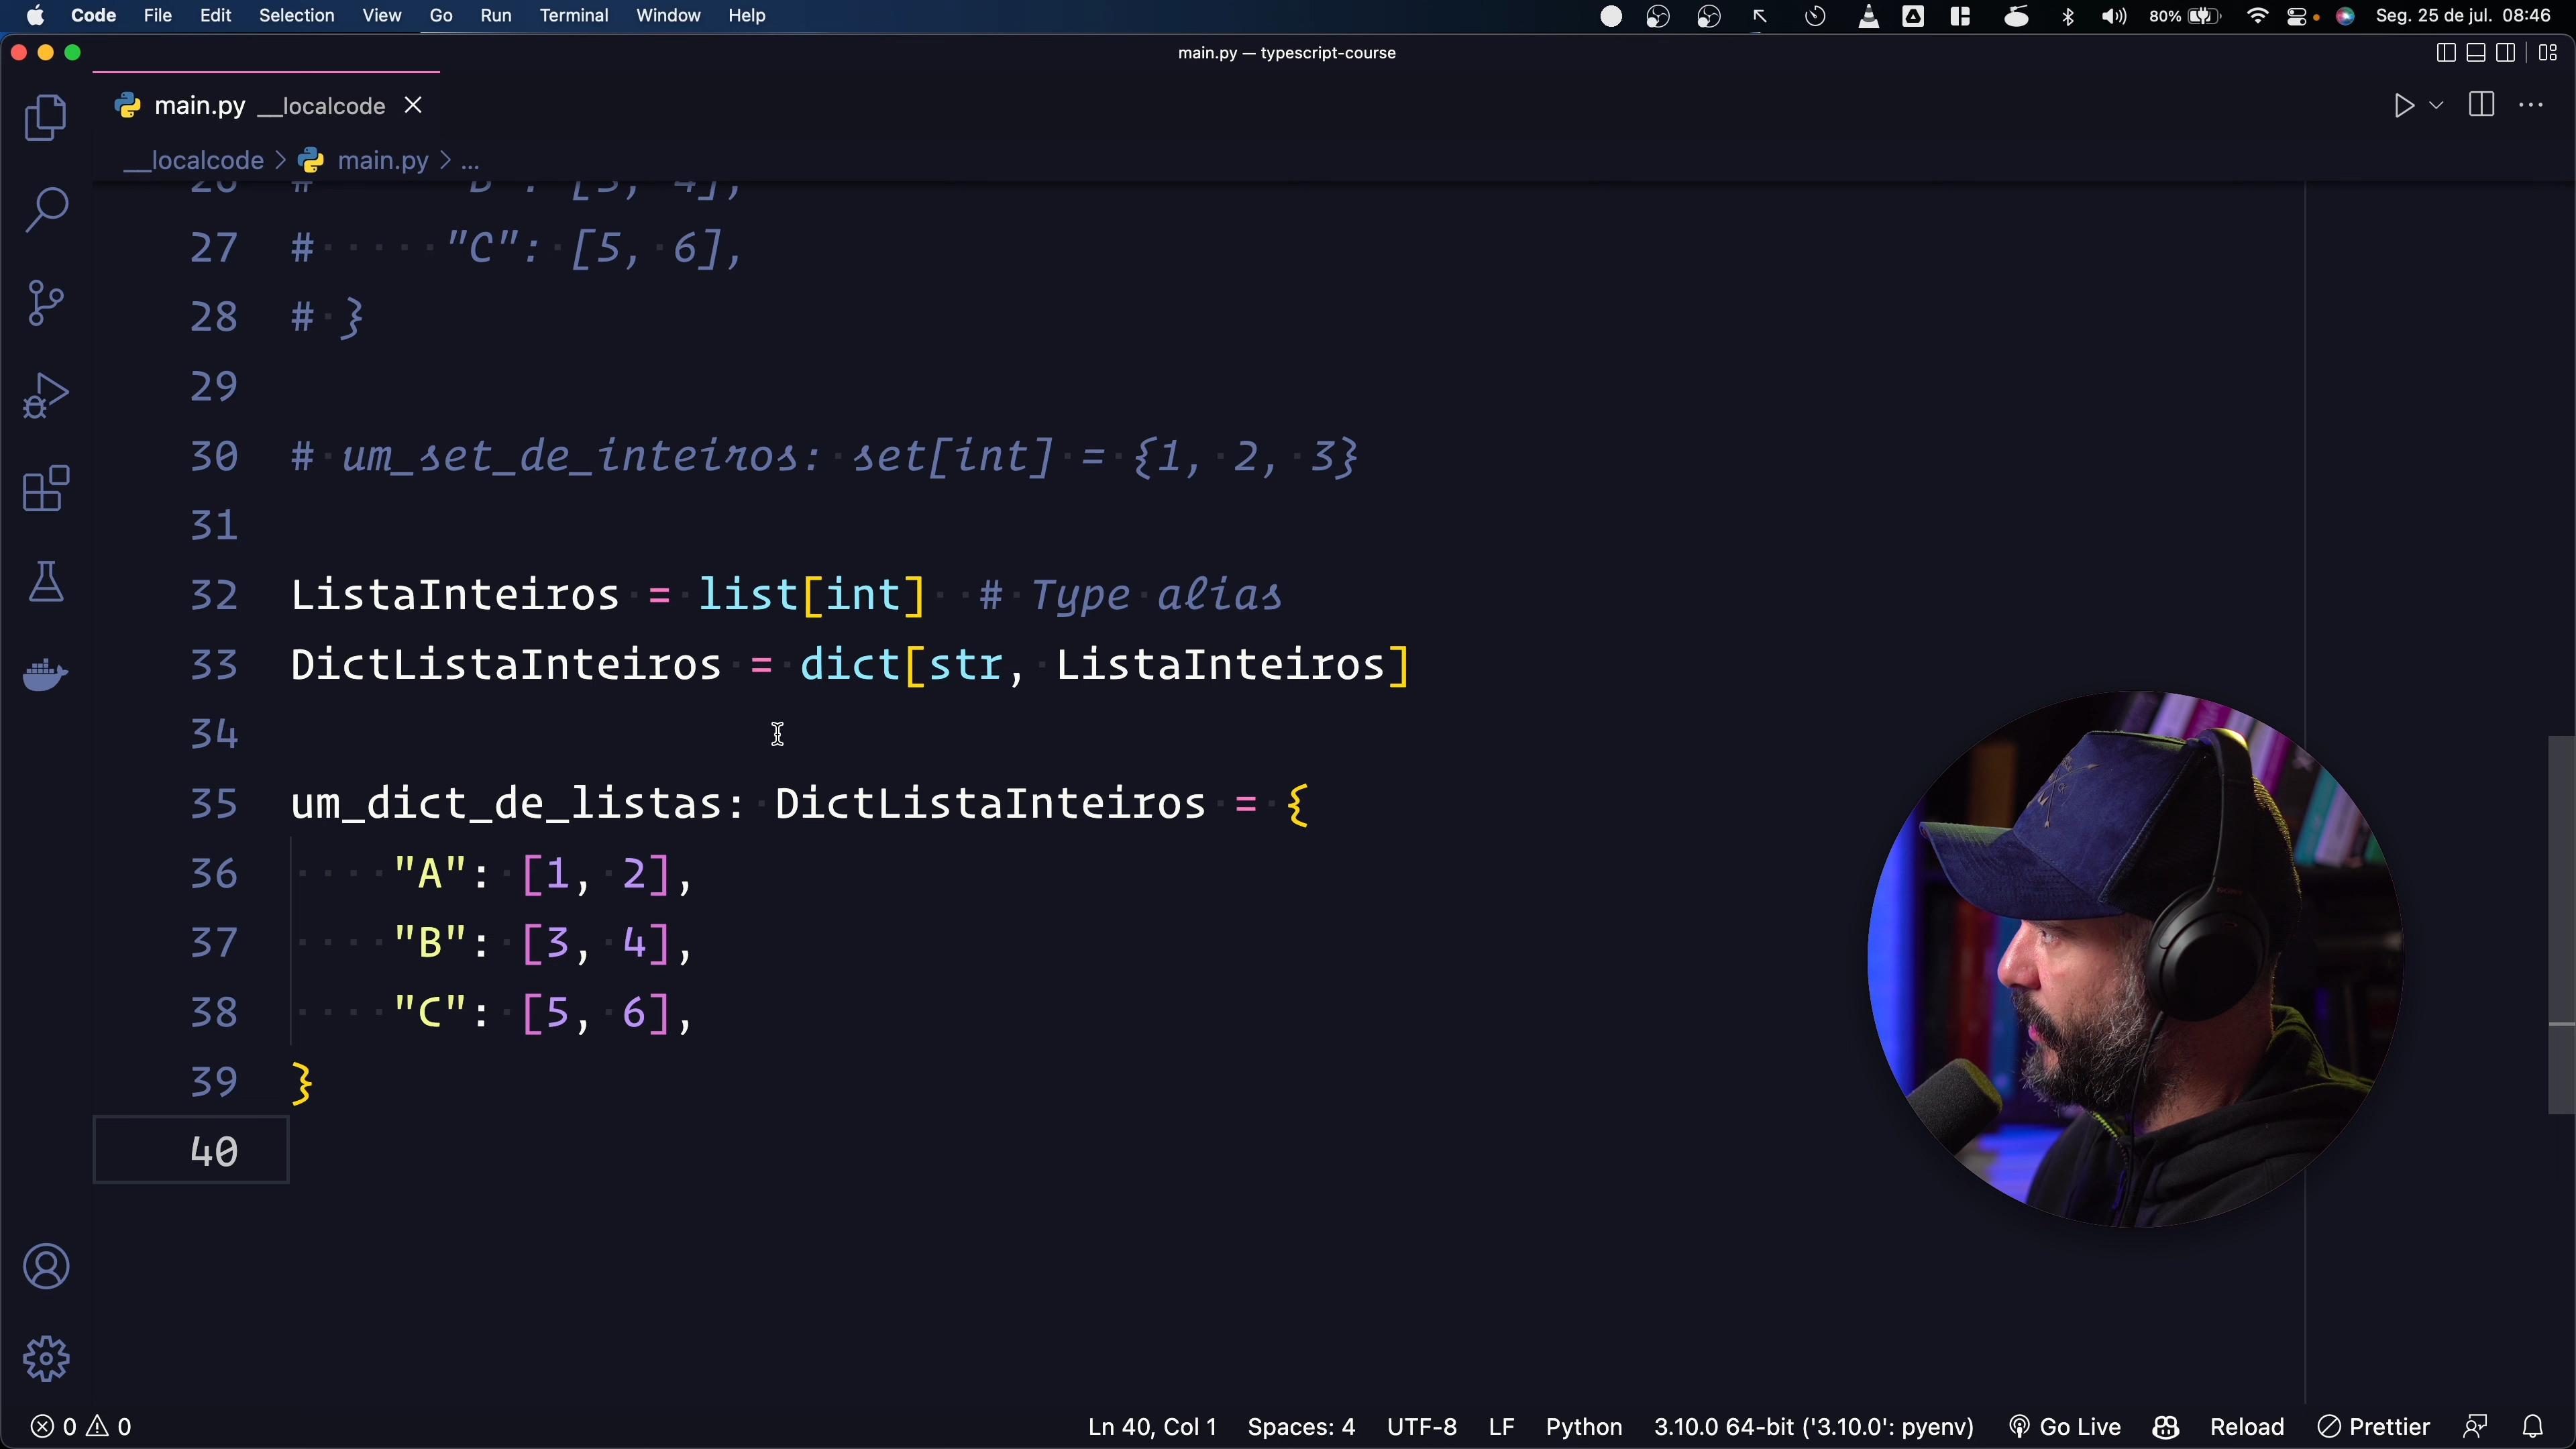 Code File Edit Selection View Go Run Terminal Window Help 80% Seg. 25 de jul. 08:46
main.py — typescript-course
main.py __localcode
__localcode > main.py > ...
26 # "B": [3, 4],
27 # "C": [5, 6],
28 # }
29
30 # um_set_de_inteiros: set[int] = {1, 2, 3}
31
32 ListaInteiros = list[int] # Type alias
33 DictListaInteiros = dict[str, ListaInteiros]
34
35 um_dict_de_listas: DictListaInteiros = {
36 "A": [1, 2],
37 "B": [3, 4],
38 "C": [5, 6],
39 }
40
0 0 Ln 40, Col 1 Spaces: 4 UTF-8 LF Python 3.10.0 64-bit ('3.10.0': pyenv) Go Live Reload Prettier